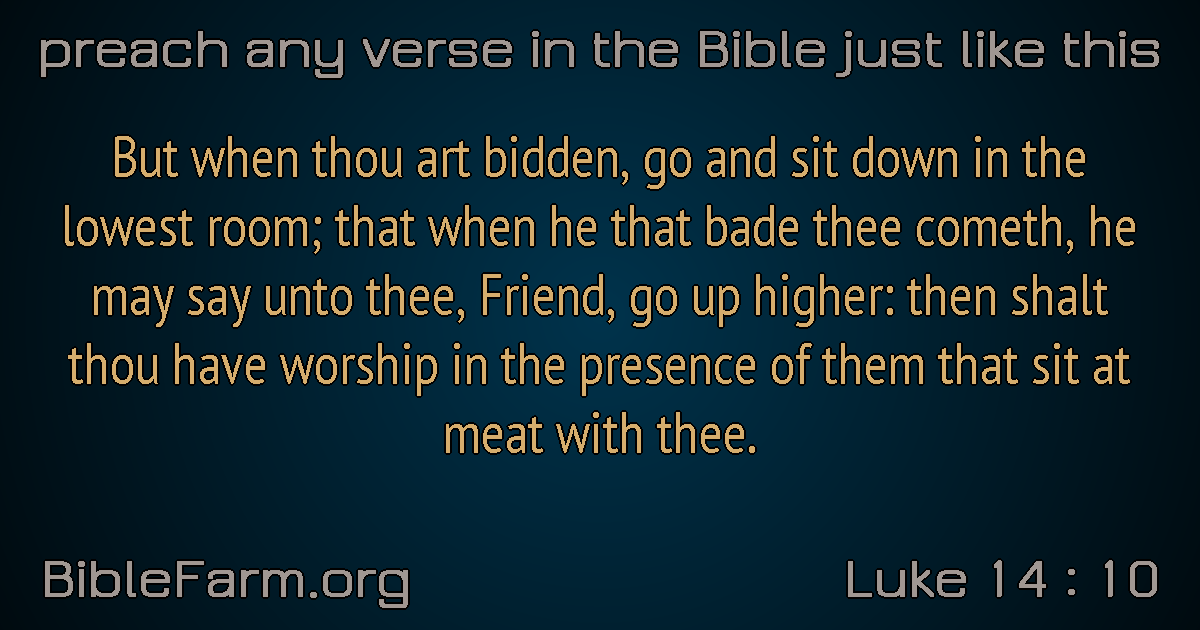 preach any verse in the Bible just like this
But when thou art bidden, go and sit down in the
lowest room; that when he that bade thee cometh, he
may say unto thee, Friend, go up higher: then shalt
thou have worship in the presence of them that sit at
meat with thee.
BibleFarm.org
Luke 14 : 10